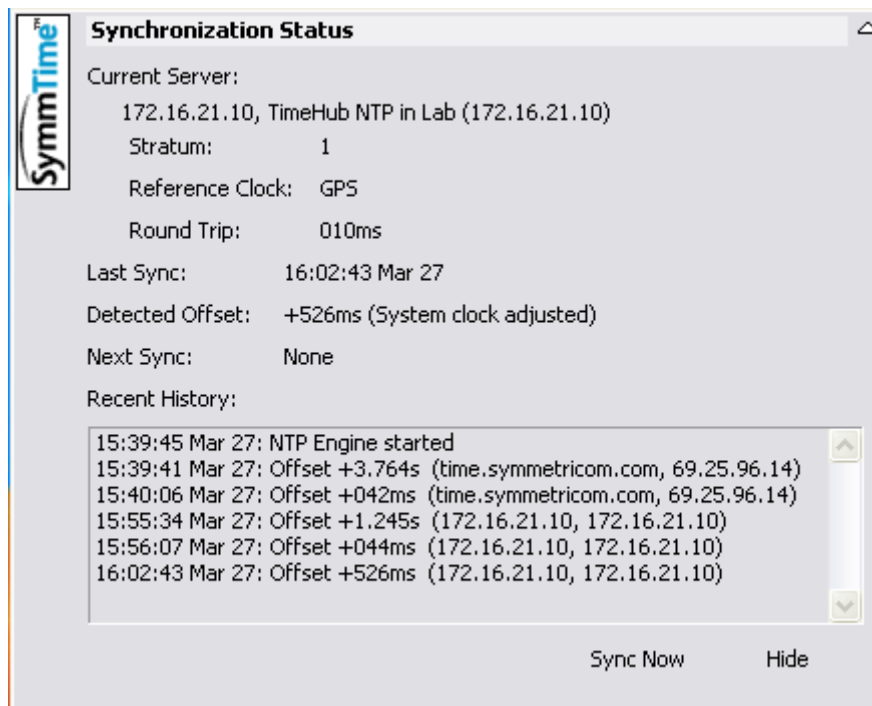 SymmTime™
Synchronization Status
Current Server:
172.16.21.10, TimeHub NTP in Lab (172.16.21.10)
Stratum: 1
Reference Clock: GPS
Round Trip: 010ms
Last Sync: 16:02:43 Mar 27
Detected Offset: +526ms (System clock adjusted)
Next Sync: None
Recent History:
15:39:45 Mar 27: NTP Engine started
15:39:41 Mar 27: Offset +3.764s (time.symmetricom.com, 69.25.96.14)
15:40:06 Mar 27: Offset +042ms (time.symmetricom.com, 69.25.96.14)
15:55:34 Mar 27: Offset +1.245s (172.16.21.10, 172.16.21.10)
15:56:07 Mar 27: Offset +044ms (172.16.21.10, 172.16.21.10)
16:02:43 Mar 27: Offset +526ms (172.16.21.10, 172.16.21.10)
Sync Now Hide